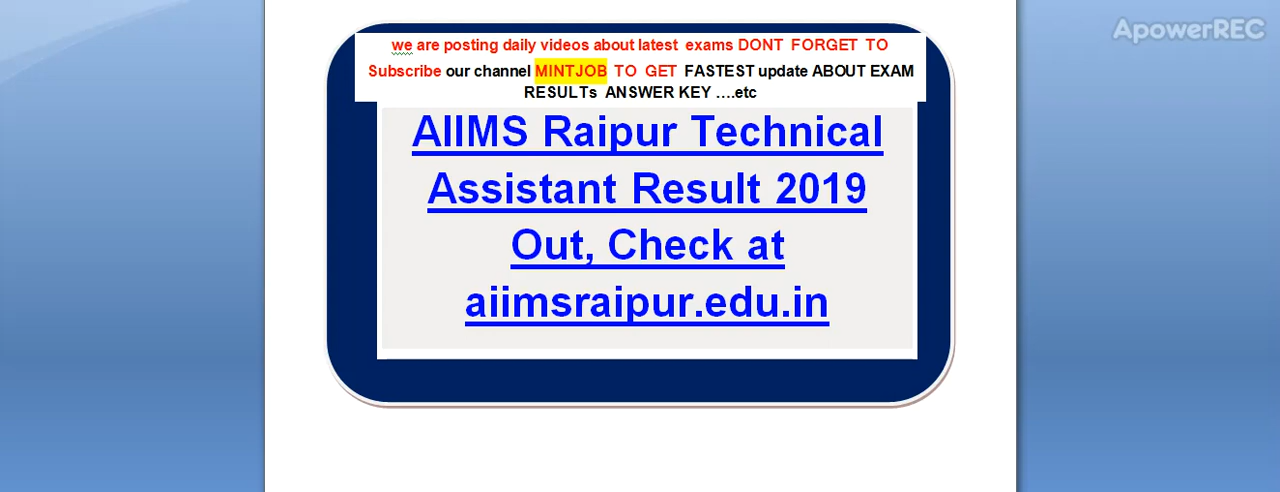 ApowerREC
we are posting daily videos about latest exams DONT FORGET TO
Subscribe our channel MINTJOB TO GET FASTEST update ABOUT EXAM
RESULTs ANSWER KEY ....etc
AIIMS Raipur Technical
Assistant Result 2019
Out, Check at
aiimsraipur.edu.in